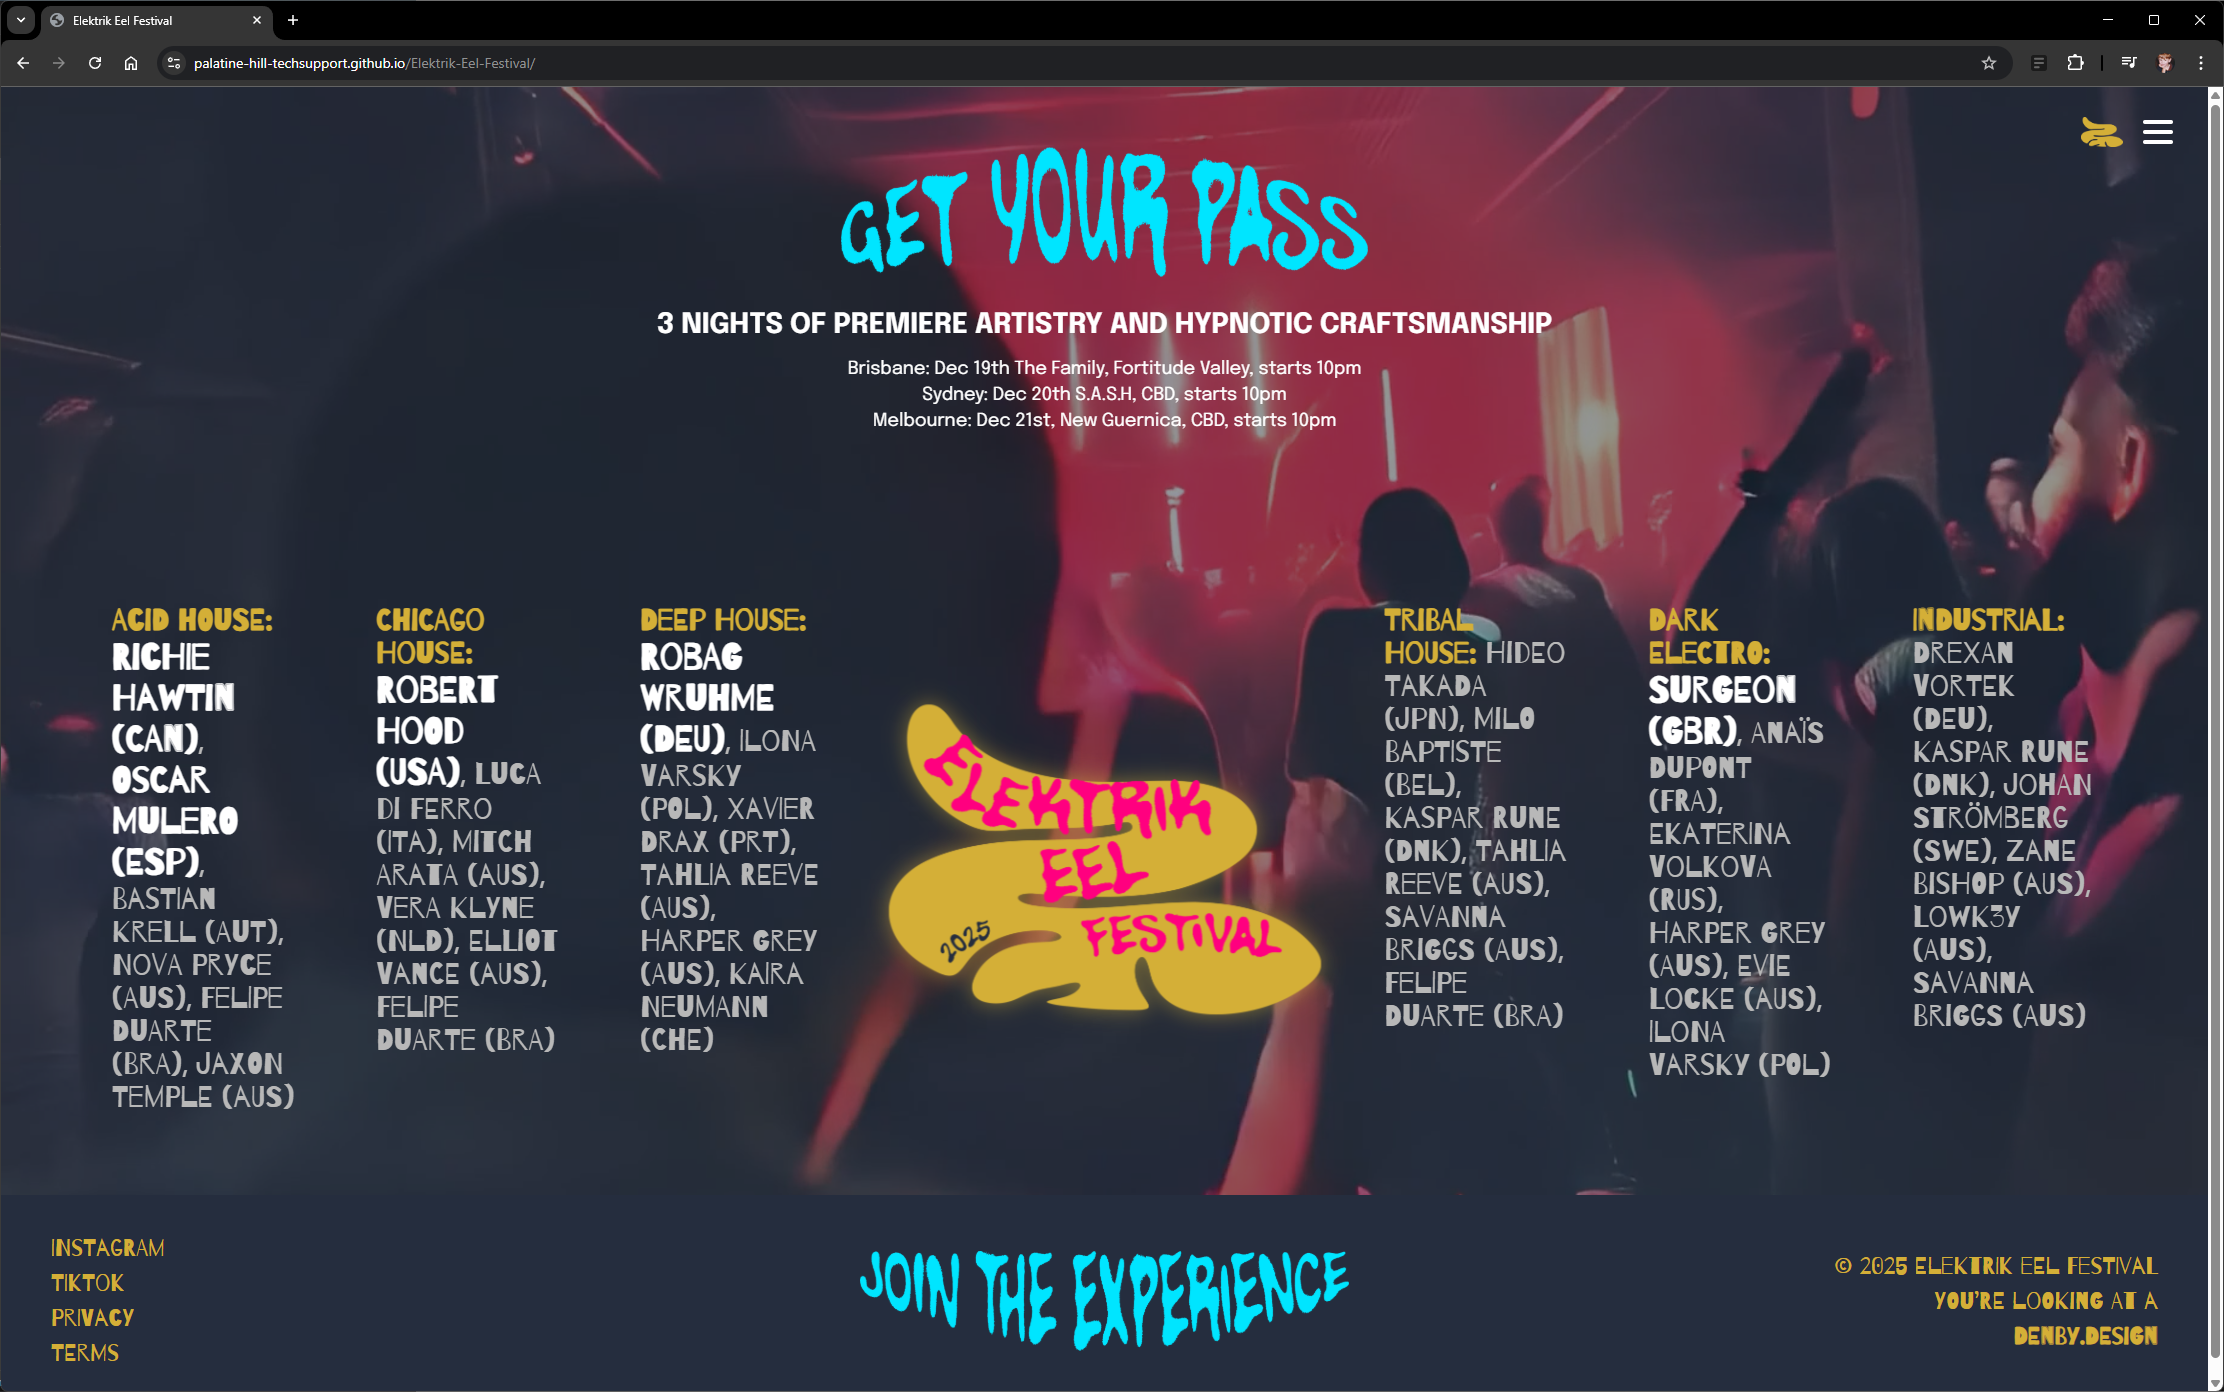 Elektrik Eel Festival
palatine-hill-techsupport.github.io/Elektrik-Eel-Festival/
GET YOUR PASS
3 NIGHTS OF PREMIERE ARTISTRY AND HYPNOTIC CRAFTSMANSHIP
Brisbane: Dec 19th The Family, Fortitude Valley, starts 10pm
Sydney: Dec 20th S.A.S.H, CBD, starts 10pm
Melbourne: Dec 21st, New Guernica, CBD, starts 10pm
ACID HOUSE:
RICHIE
HAWTIN
(CAN),
OSCAR
MULERO
(ESP),
BASTIAN
KRELL (AUT),
NOVA PRYCE
(AUS), FELIPE
DUARTE
(BRA), JAXON
TEMPLE (AUS)
CHICAGO
HOUSE:
ROBERT
HOOD
(USA), LUCA
DI FERRO
(ITA), MITCH
ARATA (AUS),
VERA KLYNE
(NLD), ELLIOT
VANCE (AUS),
FELIPE
DUARTE (BRA)
DEEP HOUSE:
ROBAG
WRUHME
(DEU), ILONA
VARSKY
(POL), XAVIER
DRAX (PRT),
TAHLIA REEVE
(AUS),
HARPER GREY
(AUS), KAIRA
NEUMANN
(CHE)
ELEKTRIK
EEL
FESTIVAL
2025
TRIBAL
HOUSE: HIDEO
TAKADA
(JPN), MILO
BAPTISTE
(BEL),
KASPAR RUNE
(DNK), TAHLIA
REEVE (AUS),
SAVANNA
BRIGGS (AUS),
FELIPE
DUARTE (BRA)
DARK
ELECTRO:
SURGEON
(GBR), ANAÏS
DUPONT
(FRA),
EKATERINA
VOLKOVA
(RUS),
HARPER GREY
(AUS), EVIE
LOCKE (AUS),
ILONA
VARSKY (POL)
INDUSTRIAL:
DREXAN
VORTEK
(DEU),
KASPAR RUNE
(DNK), JOHAN
STRÖMBERG
(SWE), ZANE
BISHOP (AUS),
LOWK3Y
(AUS),
SAVANNA
BRIGGS (AUS)
INSTAGRAM
TIKTOK
PRIVACY
TERMS
JOIN THE EXPERIENCE
© 2025 ELEKTRIK EEL FESTIVAL
YOU'RE LOOKING AT A
DENBY.DESIGN